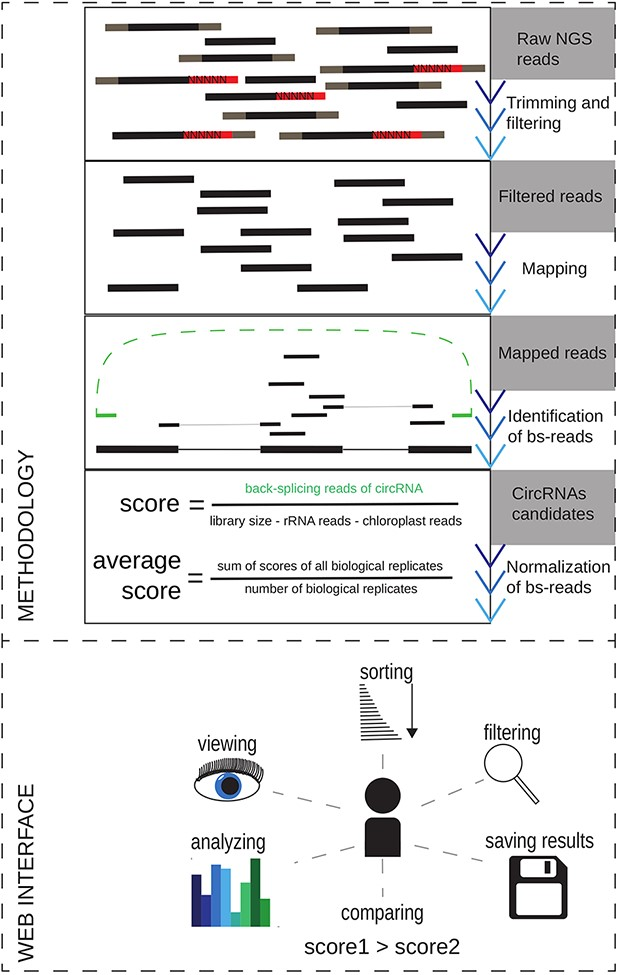 METHODOLOGY
Raw NGS
reads
NNNNN
NNNNN
NNNNN
NNNNN
NNNNN
Trimming and
filtering
Filtered reads
Mapping
Mapped reads
Identification
of bs-reads
CircRNAs
candidates
score = back-splicing reads of circRNA
library size - rRNA reads - chloroplast reads
average
score = sum of scores of all biological replicates
number of biological replicates
Normalization
of bs-reads
WEB INTERFACE
sorting
viewing
filtering
analyzing
saving results
comparing
score1 > score2